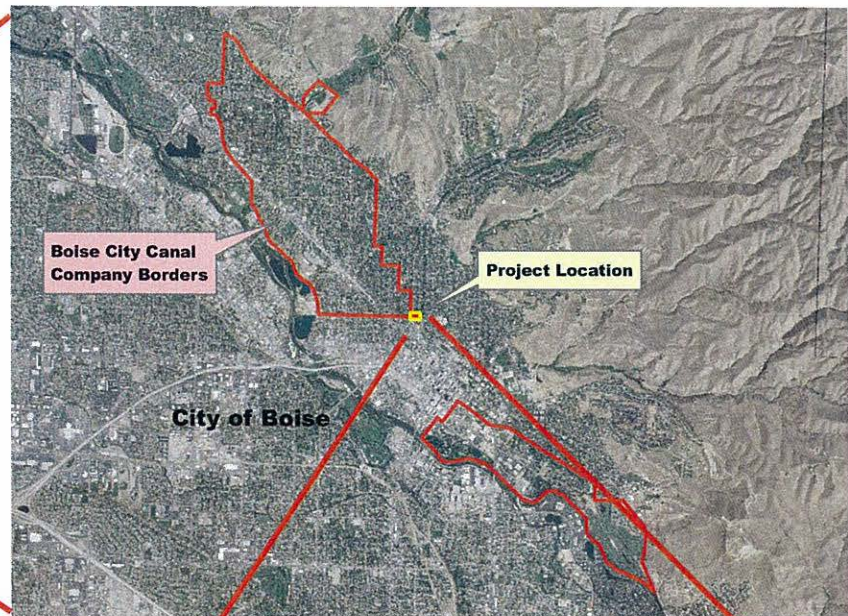 Boise City Canal
Company Borders
Project Location
City of Boise